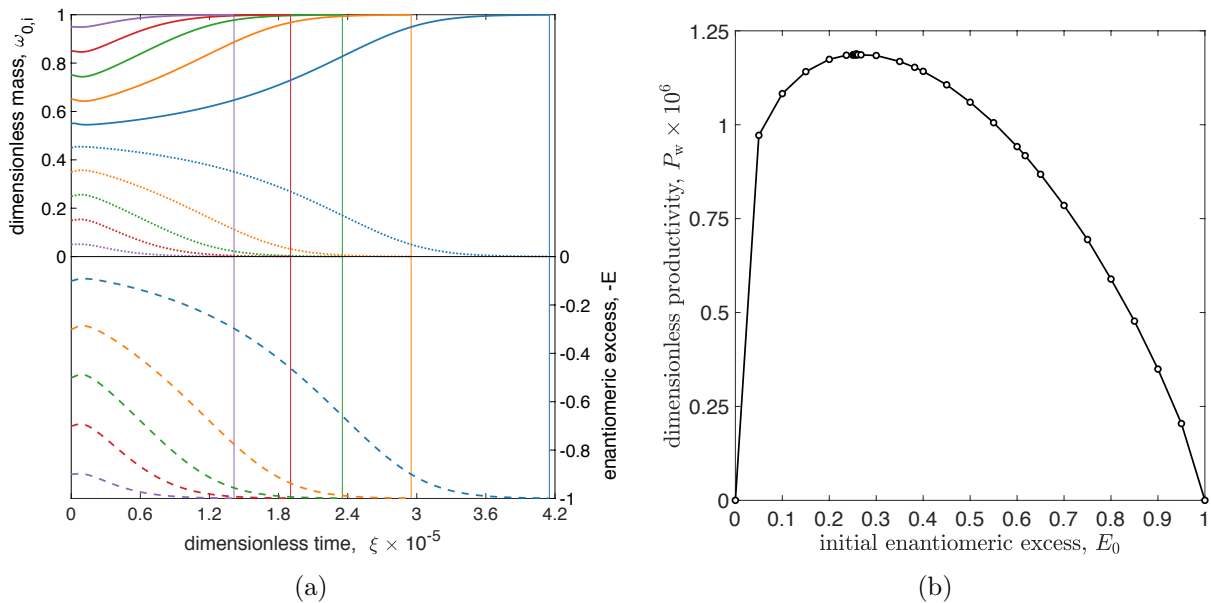 dimensionless mass, ω0,i
1
0.8
0.6
0.4
0.2
0
0
-0.2
-0.4
-0.6
-0.8
-1
enantiomeric excess, -E
0 0.6 1.2 1.8 2.4 3 3.6 4.2
dimensionless time, ξ × 10-5
(a)
dimensionless productivity, Pw × 10^6
1.25
1
0.75
0.5
0.25
0
0 0.1 0.2 0.3 0.4 0.5 0.6 0.7 0.8 0.9 1
initial enantiomeric excess, E0
(b)